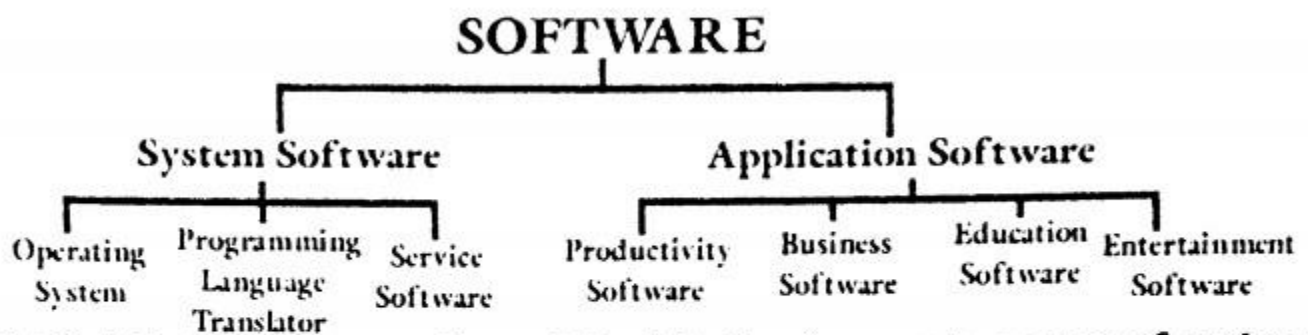 SOFTWARE
System Software
Application Software
Operating
System
Programming
Language
Translator
Service
Software
Productivity
Software
Business
Software
Education
Software
Entertainment
Software